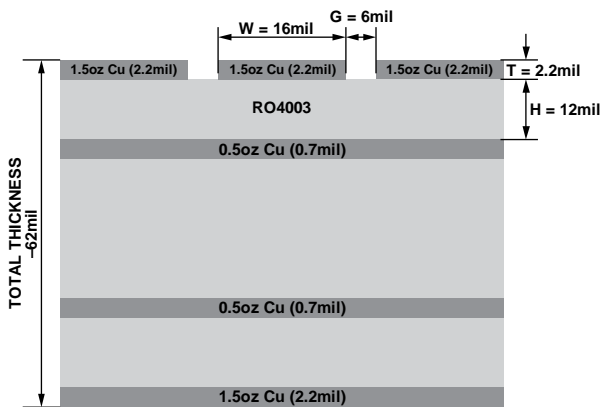 G = 6mil
W = 16mil
1.5oz Cu (2.2mil)
1.5oz Cu (2.2mil)
1.5oz Cu (2.2mil)
T = 2.2mil
RO4003
H = 12mil
0.5oz Cu (0.7mil)
TOTAL THICKNESS
–62mil
0.5oz Cu (0.7mil)
1.5oz Cu (2.2mil)